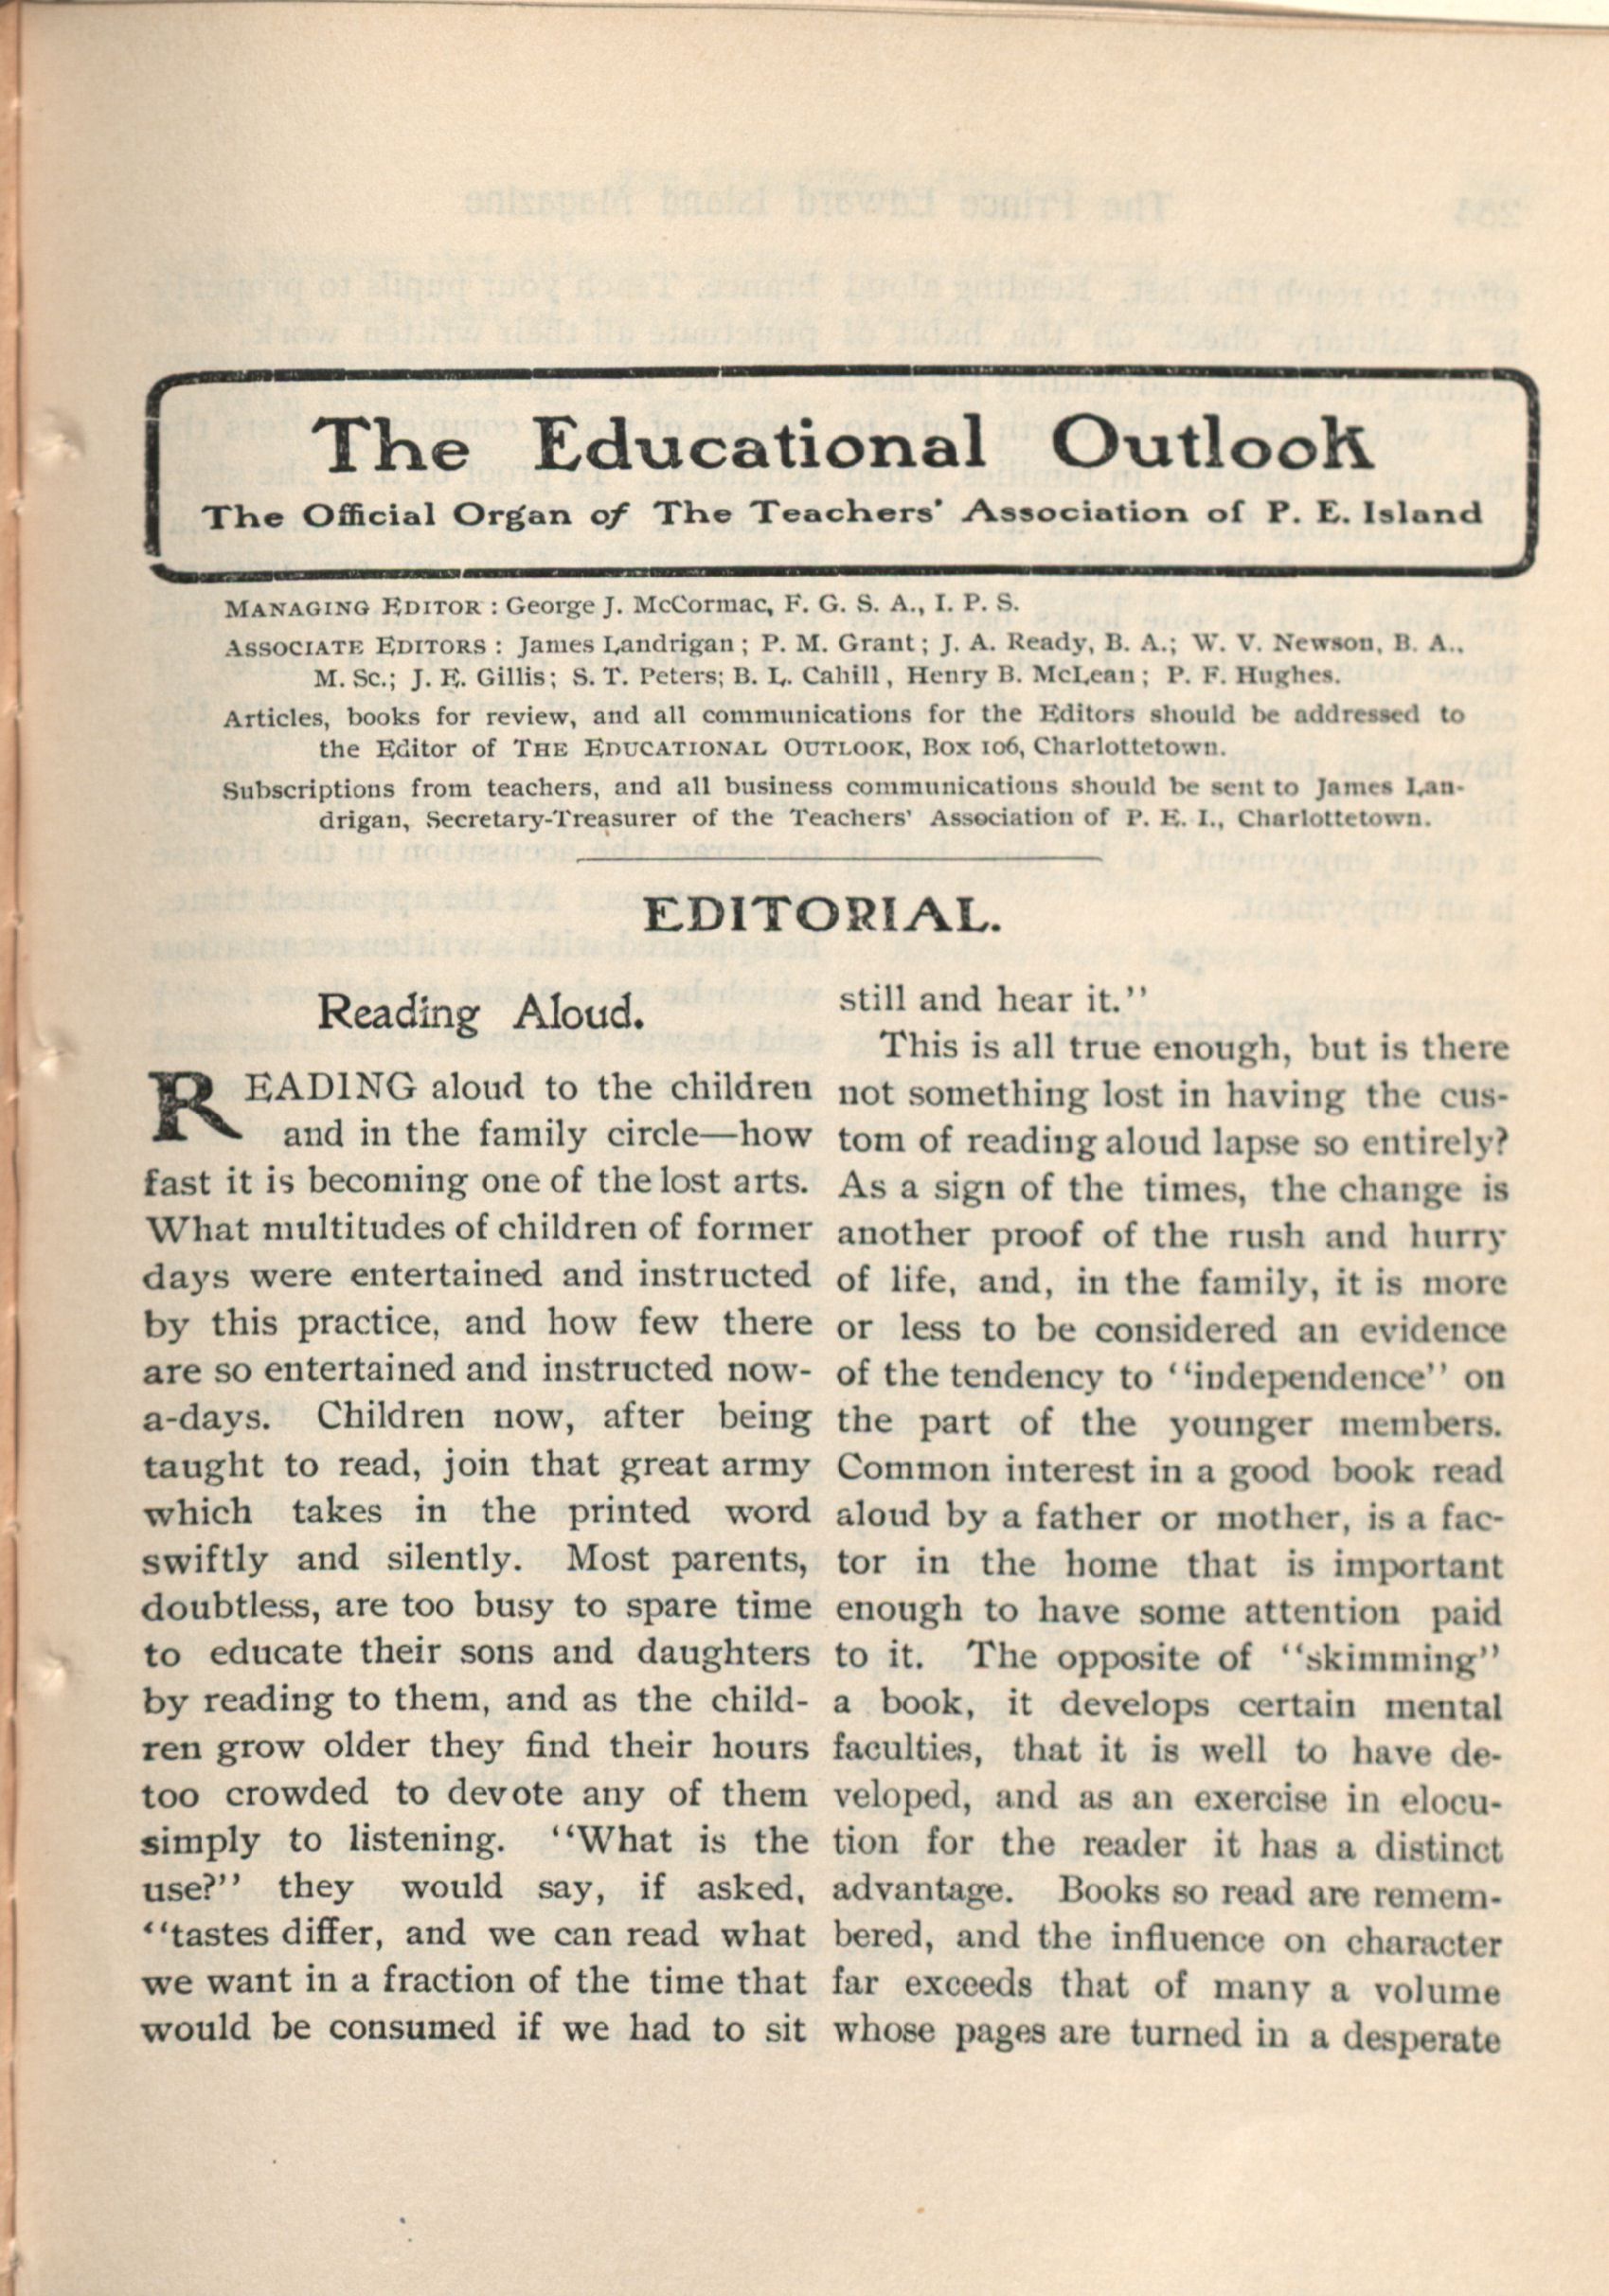 The Educational Outlook
The Official Organ of The Teachers' Association of P. E. Island
MANAGING EDITOR : George J. McCormac, F. G. S. A., I. P. S.
ASSOCIATE EDITORS : James Landrigan ; P. M. Grant ; J. A. Ready, B. A.; W. V. Newson, B. A.,
M. Sc.; J. E. Gillis; S. T. Peters; B. L. Cahill, Henry B. McLean ; P. F. Hughes.
Articles, books for review, and all communications for the Editors should be addressed to
the Editor of THE EDUCATIONAL OUTLOOK, Box 106, Charlottetown.
Subscriptions from teachers, and all business communications should be sent to James Lan-
drigan, Secretary-Treasurer of the Teachers' Association of P. E. I., Charlottetown.
EDITORIAL.
Reading Aloud.
READING aloud to the children
and in the family circle—how
fast it is becoming one of the lost arts.
What multitudes of children of former
days were entertained and instructed
by this practice, and how few there
are so entertained and instructed now-
a-days. Children now, after being
taught to read, join that great army
which takes in the printed word
swiftly and silently. Most parents,
doubtless, are too busy to spare time
to educate their sons and daughters
by reading to them, and as the child-
ren grow older they find their hours
too crowded to devote any of them
simply to listening. "What is the
use?" they would say, if asked,
"tastes differ, and we can read what
we want in a fraction of the time that
would be consumed if we had to sit
still and hear it."
This is all true enough, but is there
not something lost in having the cus-
tom of reading aloud lapse so entirely?
As a sign of the times, the change is
another proof of the rush and hurry
of life, and, in the family, it is more
or less to be considered an evidence
of the tendency to "independence" on
the part of the younger members.
Common interest in a good book read
aloud by a father or mother, is a fac-
tor in the home that is important
enough to have some attention paid
to it. The opposite of "skimming"
a book, it develops certain mental
faculties, that it is well to have de-
veloped, and as an exercise in elocu-
tion for the reader it has a distinct
advantage. Books so read are remem-
bered, and the influence on character
far exceeds that of many a volume
whose pages are turned in a desperate